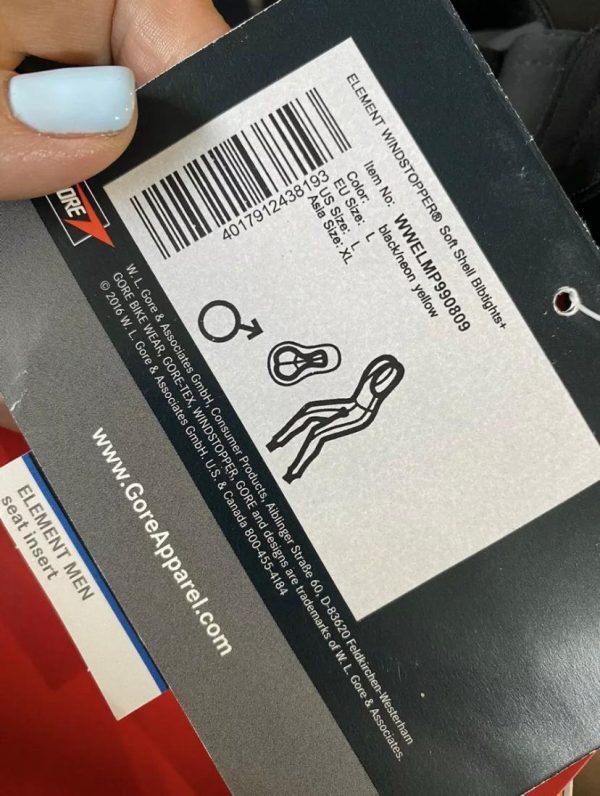 ELEMENT WINDSTOPPER® Soft Shell Bibtights+
Item No: WWELMP990809
Color: black/neon yellow
EU Size: L
US Size: L
Asia Size: XL
4017912438193
ORE
W. L. Gore & Associates GmbH, Consumer Products, Aiblinger Straße 60, D-83620 Feldkirchen-Westerham
GORE BIKE WEAR, GORE-TEX, WINDSTOPPER, GORE and designs are trademarks of W. L. Gore & Associates.
© 2016 W. L. Gore & Associates GmbH. U.S. & Canada 800-455-4184
www.GoreApparel.com
ELEMENT MEN
seat insert